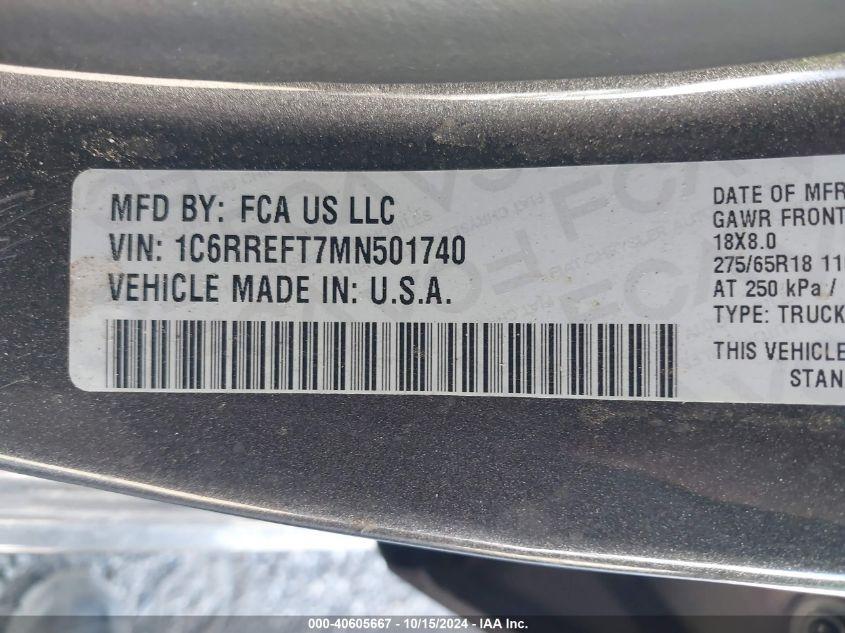 MFD BY: FCA US LLC
VIN: 1C6RREFT7MN501740
VEHICLE MADE IN: U.S.A.
DATE OF MFR
GAWR FRONT
18X8.0
275/65R18 11
AT 250 kPa /
TYPE: TRUCK
THIS VEHICLE
STAN
000-40605667 - 10/15/2024 - IAA Inc.